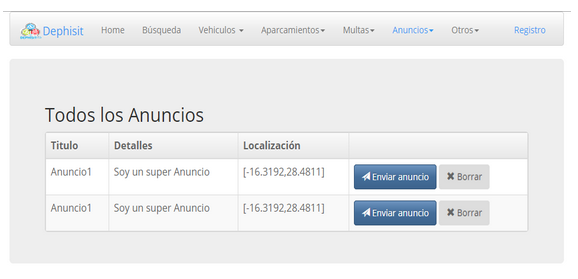 Dephisit Home Búsqueda Vehiculos Aparcamientos Multas Anuncios Otros Registro
Todos los Anuncios
Titulo Detalles Localización
Anuncio1 Soy un super Anuncio [-16.3192,28.4811] Enviar anuncio Borrar
Anuncio1 Soy un super Anuncio [-16.3192,28.4811] Enviar anuncio Borrar